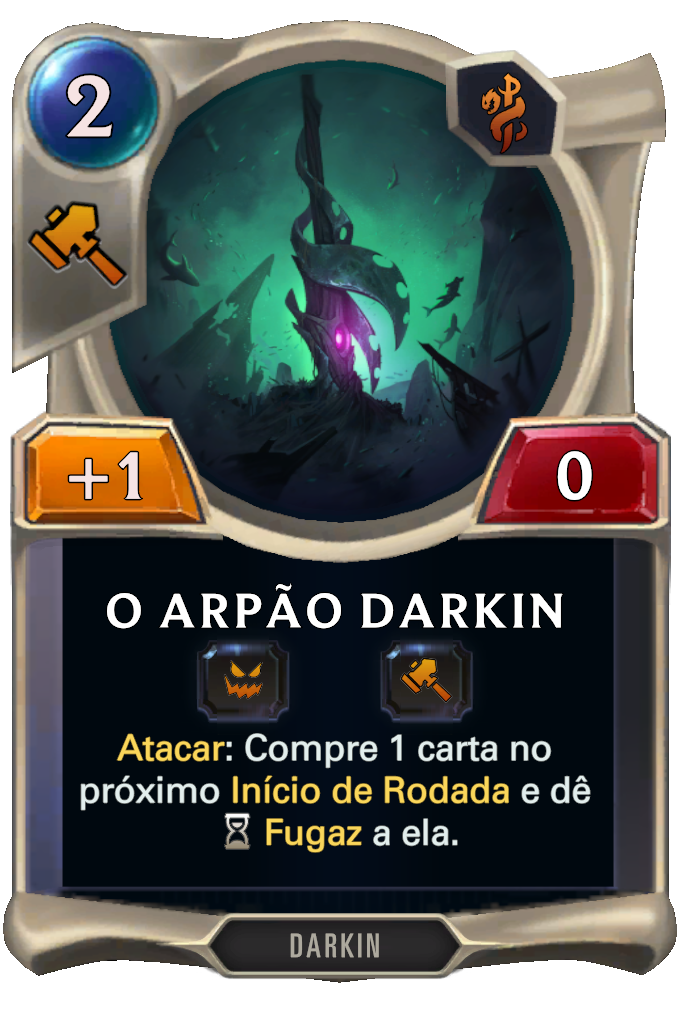 2
+1
0
O ARPÃO DARKIN
Atacar: Compre 1 carta no
próximo Início de Rodada e dê
Fugaz a ela.
DARKIN